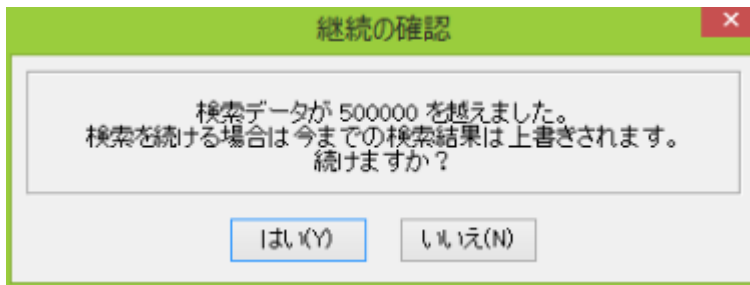 継続の確認
検索データが 500000 を越えました。
検索を続ける場合は今までの検索結果は上書きされます。
続けますか？
はい(Y)
いいえ(N)